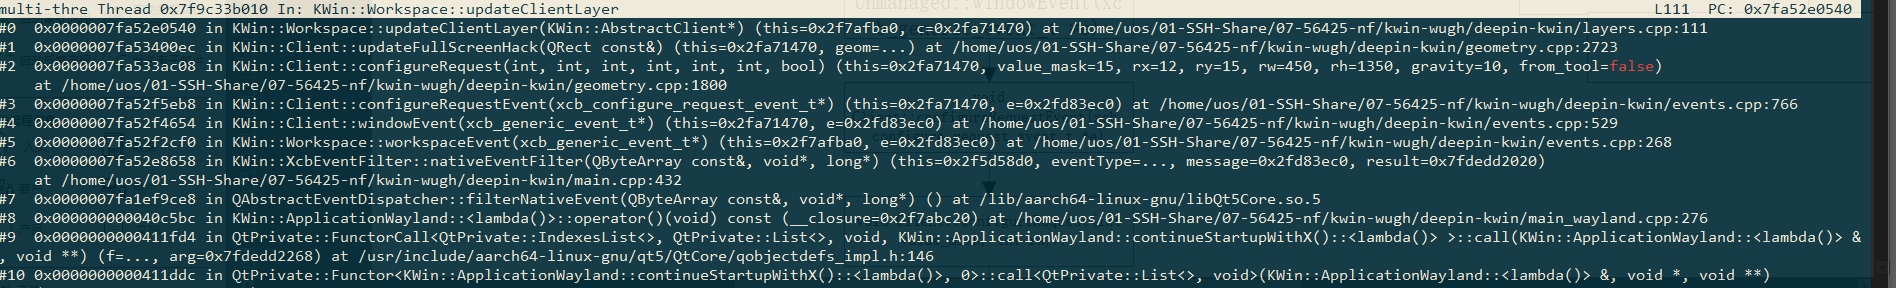 multi-thre Thread 0x7f9c33b010 In: KWin::Workspace::updateClientLayer L111 PC: 0x7fa52e0540
#0 0x0000007fa52e0540 in KWin::Workspace::updateClientLayer(KWin::AbstractClient*) (this=0x2f7afba0, c=0x2fa71470) at /home/uos/01-SSH-Share/07-56425-nf/kwin-wugh/deepin-kwin/layers.cpp:111
#1 0x0000007fa53400ec in KWin::Client::updateFullScreenHack(QRect const&) (this=0x2fa71470, geom=...) at /home/uos/01-SSH-Share/07-56425-nf/kwin-wugh/deepin-kwin/geometry.cpp:2723
#2 0x0000007fa533ac08 in KWin::Client::configureRequest(int, int, int, int, int, int, bool) (this=0x2fa71470, value_mask=15, rx=12, ry=15, rw=450, rh=1350, gravity=10, from_tool=false)
at /home/uos/01-SSH-Share/07-56425-nf/kwin-wugh/deepin-kwin/geometry.cpp:1800
#3 0x0000007fa52f5eb8 in KWin::Client::configureRequestEvent(xcb_configure_request_event_t*) (this=0x2fa71470, e=0x2fd83ec0) at /home/uos/01-SSH-Share/07-56425-nf/kwin-wugh/deepin-kwin/events.cpp:766
#4 0x0000007fa52f4654 in KWin::Client::windowEvent(xcb_generic_event_t*) (this=0x2fa71470, e=0x2fd83ec0) at /home/uos/01-SSH-Share/07-56425-nf/kwin-wugh/deepin-kwin/events.cpp:529
#5 0x0000007fa52f2cf0 in KWin::Workspace::workspaceEvent(xcb_generic_event_t*) (this=0x2f7afba0, e=0x2fd83ec0) at /home/uos/01-SSH-Share/07-56425-nf/kwin-wugh/deepin-kwin/events.cpp:268
#6 0x0000007fa52e8658 in KWin::XcbEventFilter::nativeEventFilter(QByteArray const&, void*, long*) (this=0x2f5d58d0, eventType=..., message=0x2fd83ec0, result=0x7fdedd2020)
at /home/uos/01-SSH-Share/07-56425-nf/kwin-wugh/deepin-kwin/main.cpp:432
#7 0x0000007fa1ef9ce8 in QAbstractEventDispatcher::filterNativeEvent(QByteArray const&, void*, long*) () at /lib/aarch64-linux-gnu/libQt5Core.so.5
#8 0x000000000040c5bc in KWin::ApplicationWayland::<lambda()>::operator()(void) const (__closure=0x2f7abc20) at /home/uos/01-SSH-Share/07-56425-nf/kwin-wugh/deepin-kwin/main_wayland.cpp:276
#9 0x0000000000411fd4 in QtPrivate::FunctorCall<QtPrivate::IndexesList<>, QtPrivate::List<>, void, KWin::ApplicationWayland::continueStartupWithX()::<lambda()> >::call(KWin::ApplicationWayland::<lambda()> &
, void **) (f=..., arg=0x7fdedd2268) at /usr/include/aarch64-linux-gnu/qt5/QtCore/qobjectdefs_impl.h:146
#10 0x0000000000411ddc in QtPrivate::Functor<KWin::ApplicationWayland::continueStartupWithX()::<lambda()>, 0>::call<QtPrivate::List<>, void>(KWin::ApplicationWayland::<lambda()> &, void *, void **)